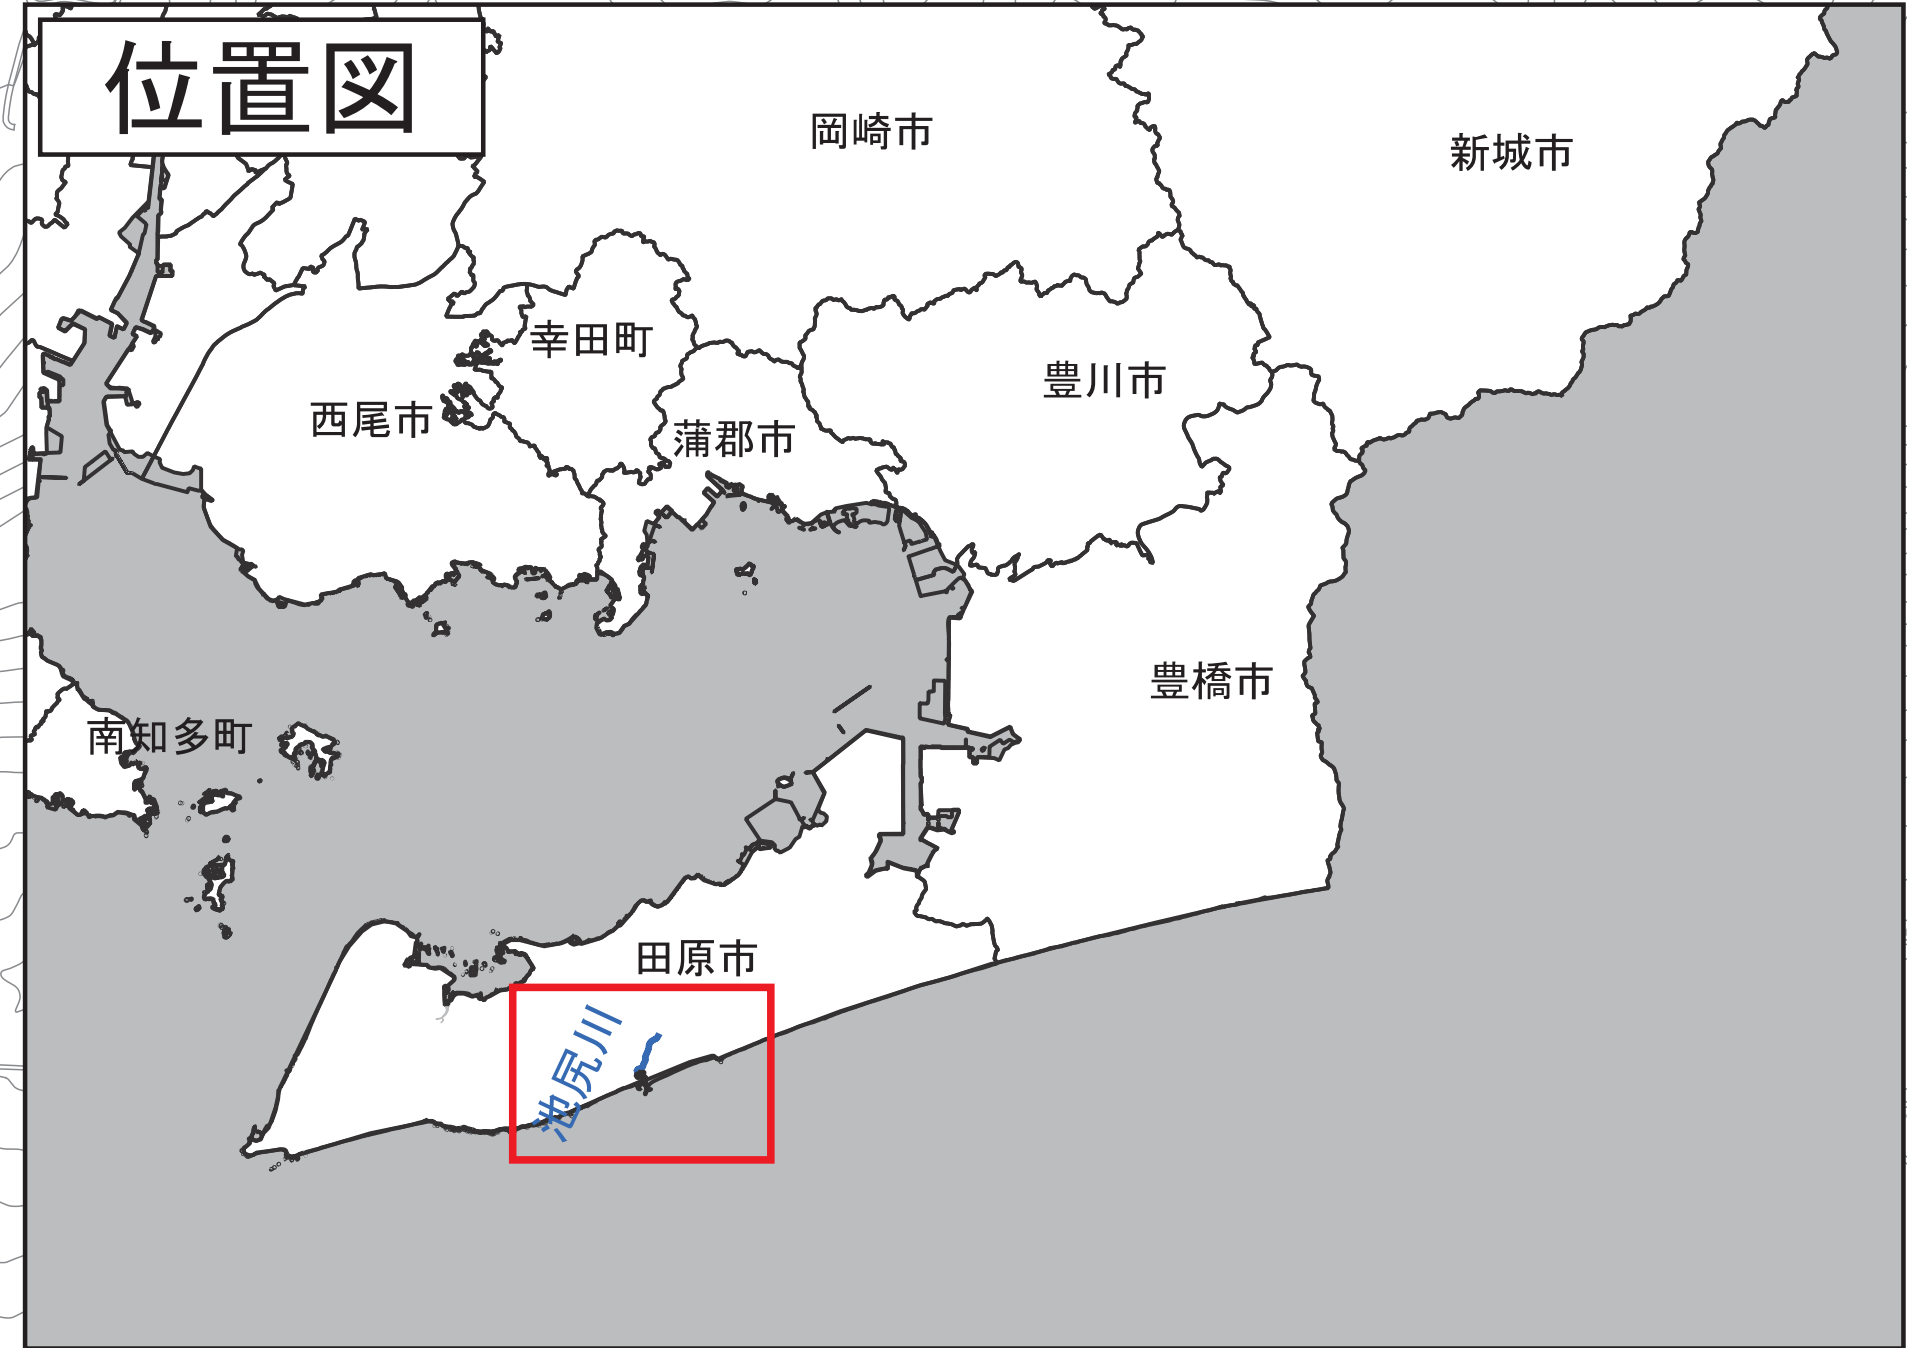 位置図
岡崎市
新城市
幸田町
豊川市
西尾市
蒲郡市
豊橋市
南知多町
田原市
池尻川